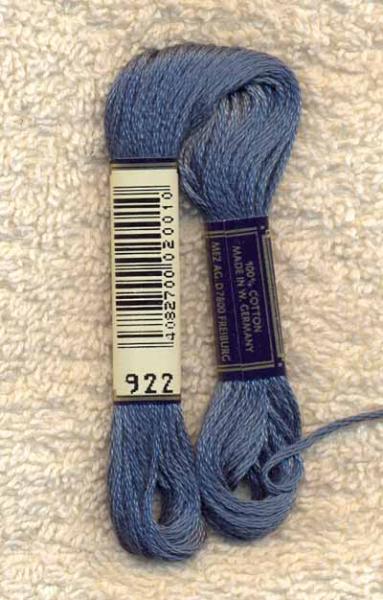 4082700020010
922
100% COTTON
MADE IN W. GERMANY
MEZ AG. D 7800 FREIBURG